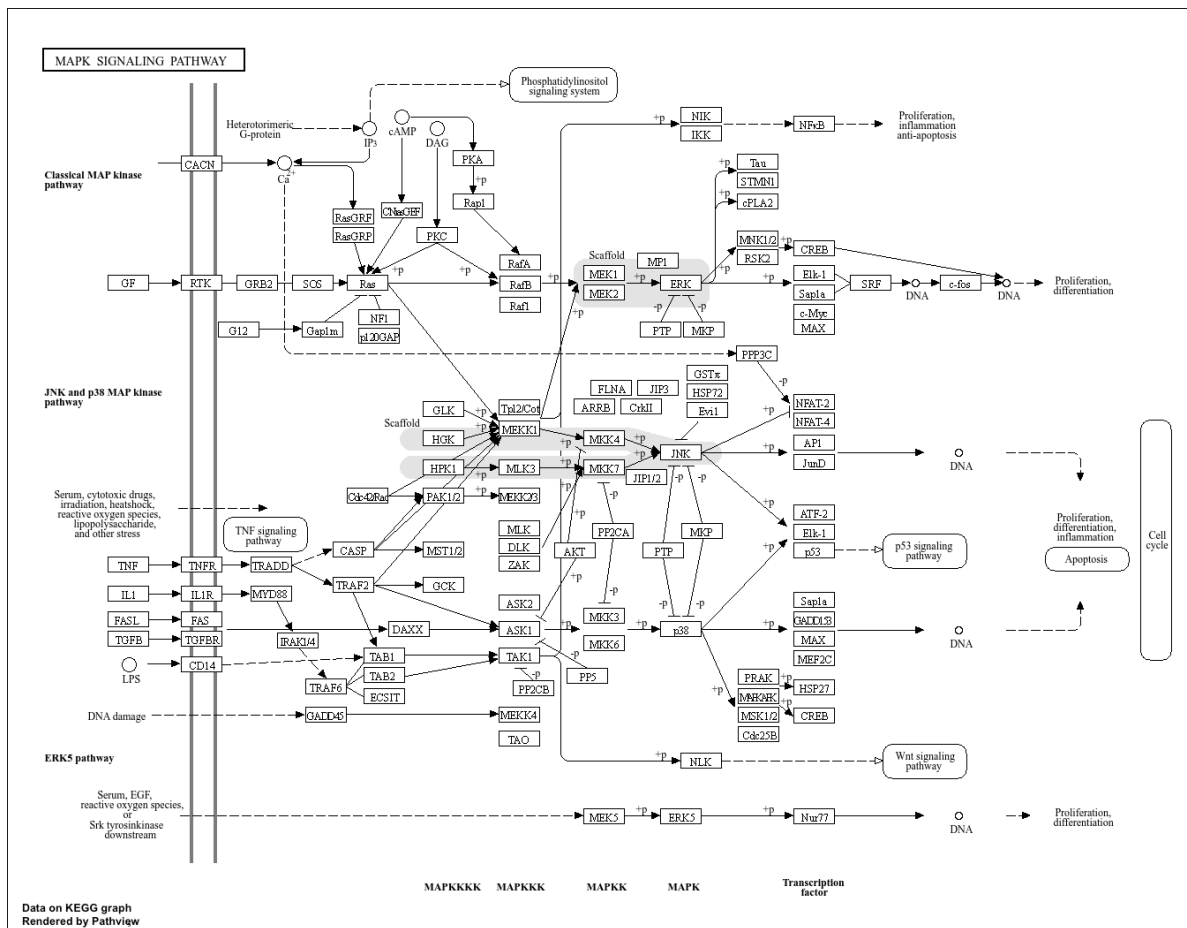 MAPK SIGNALING PATHWAY
Phosphatidylinositol
signaling system
Heterotorimeric
G-protein
IP3
cAMP
DAG
+p
NIK
IKK
NFκB
Proliferation,
inflammation
anti-apoptosis
CACN
Ca2+
PKA
+p
Rap1
Classical MAP kinase
pathway
RasGRF
RasGRP
CNrasGEF
PKC
+p
Tau
STMN1
cPLA2
Scaffold
MP1
MNK1/2
RSK2
+p
CREB
GF
RTK
GRB2
SOS
Ras
+p
+p
RafA
RafB
Raf1
+p
MEK1
MEK2
+p
ERK
+p
+p
Elk-1
Sap1a
c-Myc
MAX
SRF
DNA
c-fos
DNA
Proliferation,
differentiation
G12
Gap1m
NF1
p120GAP
+p
-p
-p
PTP
MKP
PPP3C
-p
JNK and p38 MAP kinase
pathway
GSTπ
HSP72
Evi1
FLNA
JIP3
ARRB
CrkII
+p
NFAT-2
NFAT-4
Scaffold
GLK
HGK
HPK1
+p
+p
+p
+p
Tpl2/Cot
MEKK1
MLK3
MEKK2/3
+p
+p
MKK4
MKK7
+p
+p
JNK
JIP1/2
+p
AP1
JunD
DNA
Cdc42/Rac
PAK1/2
+p
Serum, cytotoxic drugs,
irradiation, heatshock,
reactive oxygen species,
lipopolysaccharide,
and other stress
TNF signaling
pathway
CASP
MST1/2
MLK
DLK
ZAK
AKT
-p
PP2CA
-p
-p
PTP
-p
MKP
+p
ATF-2
Elk-1
p53
p53 signaling
pathway
Proliferation,
differentiation,
inflammation
Apoptosis
Cell
cycle
TNF
TNFR
TRADD
TRAF2
GCK
+p
-p
-p
-p
+p
IL1
IL1R
MYD88
ASK2
MKK3
MKK6
FASL
FAS
DAXX
ASK1
+p
+p
p38
+p
Sap1a
GADD153
MAX
MEF2C
DNA
TGFB
TGFBR
IRAK1/4
LPS
CD14
TAB1
TAB2
ECSIT
TRAF6
TAK1
-p
-p
PP2CB
PP5
+p
PRAK
MAPKAPK
MSK1/2
Cdc25B
+p
+p
HSP27
CREB
DNA damage
GADD45
MEKK4
TAO
ERK5 pathway
+p
NLK
Wnt signaling
pathway
Serum, EGF,
reactive oxygen species,
or
Srk tyrosinkinase
downstream
MEK5
+p
ERK5
+p
Nur77
DNA
Proliferation,
differentiation
MAPKKKK
MAPKKK
MAPKK
MAPK
Transcription
factor
Data on KEGG graph
Rendered by Pathview